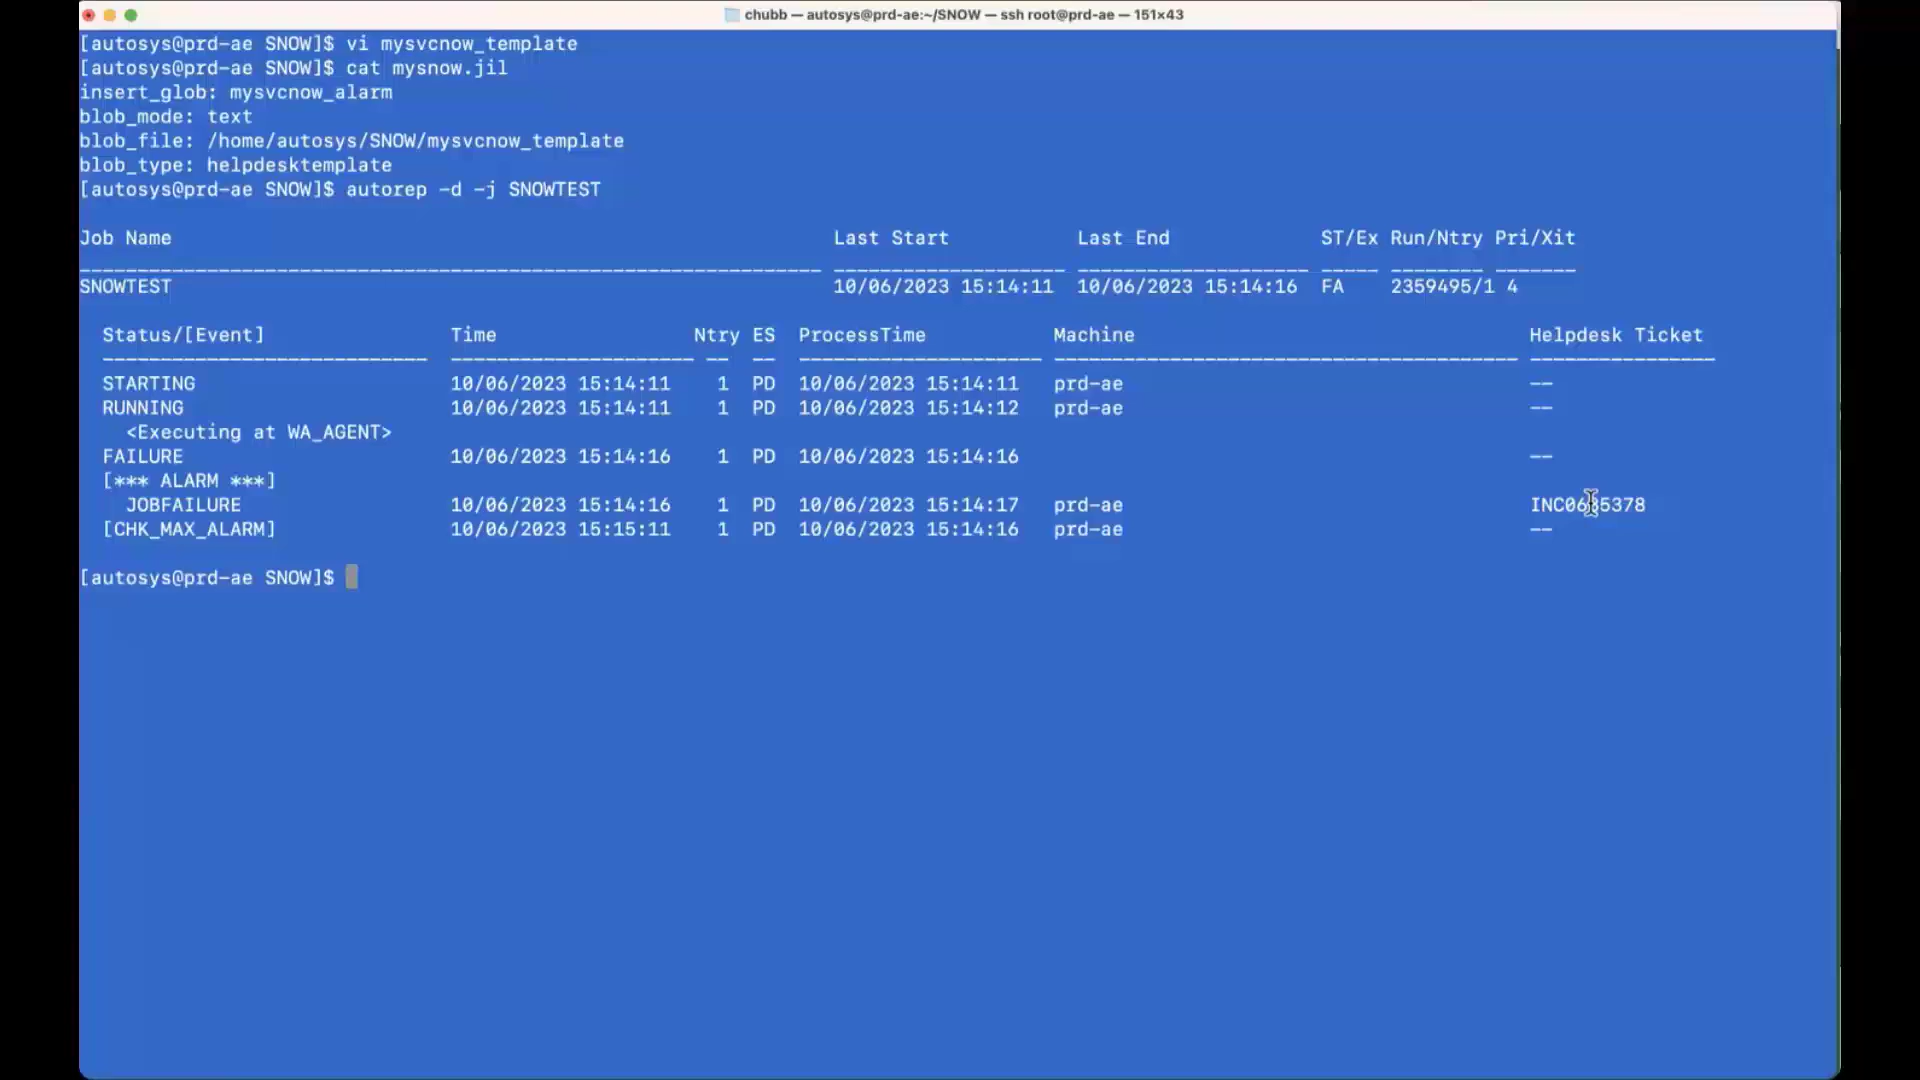 chubb — autosys@prd-ae:~/SNOW — ssh root@prd-ae — 151×43
[autosys@prd-ae SNOW]$ vi mysvcnow_template
[autosys@prd-ae SNOW]$ cat mysnow.jil
insert_glob: mysvcnow_alarm
blob_mode: text
blob_file: /home/autosys/SNOW/mysvcnow_template
blob_type: helpdesktemplate
[autosys@prd-ae SNOW]$ autorep -d -j SNOWTEST
Job Name Last Start Last End ST/Ex Run/Ntry Pri/Xit
SNOWTEST 10/06/2023 15:14:11 10/06/2023 15:14:16 FA 2359495/1 4
Status/[Event] Time Ntry ES ProcessTime Machine Helpdesk Ticket
STARTING 10/06/2023 15:14:11 1 PD 10/06/2023 15:14:11 prd-ae --
RUNNING 10/06/2023 15:14:11 1 PD 10/06/2023 15:14:12 prd-ae --
<Executing at WA_AGENT>
FAILURE 10/06/2023 15:14:16 1 PD 10/06/2023 15:14:16 --
[*** ALARM ***]
JOBFAILURE 10/06/2023 15:14:16 1 PD 10/06/2023 15:14:17 prd-ae
[CHK_MAX_ALARM] 10/06/2023 15:15:11 1 PD 10/06/2023 15:14:16 prd-ae --
[autosys@prd-ae SNOW]$